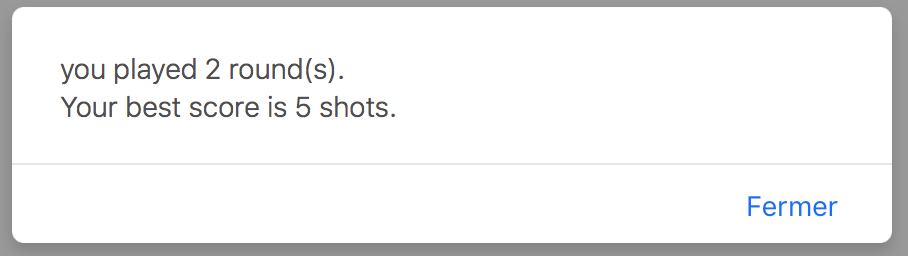 you played 2 round(s).
Your best score is 5 shots.
Fermer